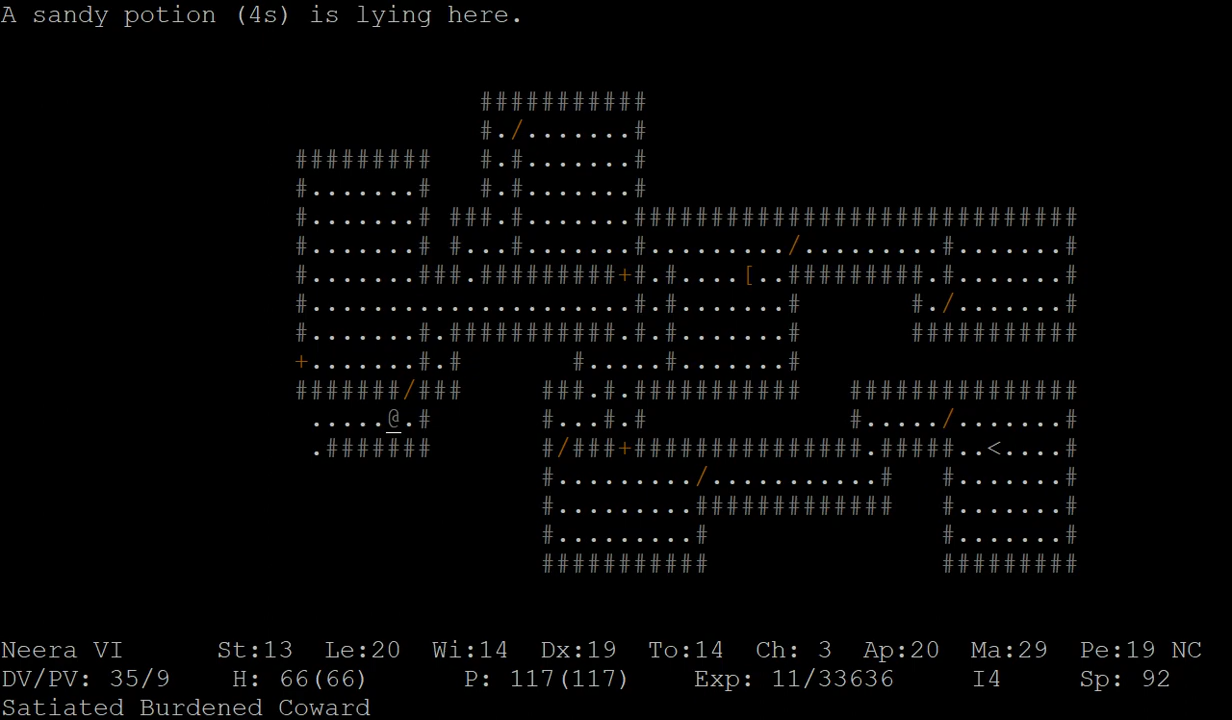 A sandy potion (4s) is lying here.
                               ###########
                               #./.......#
                   #########   #.#.......#
                   #.......#   #.#.......#
                   #.......# ###.#.......#############################
                   #.......# #...#.......#........./.........#.......#
                   #.......###.#########+#.#....[..#########.#.......#
                   #.....................#.#.......#       #./.......#
                   #.......#.###########.#.#.......#       ###########
                   +.......#.#       #.....#.......#
                   #######/###     ###.#.###########   ###############
                    .....@.#       #...#.#             #...../.......#
                    .#######       #/###+###############.#####..<....#
                                   #........./..........#   #.......#
                                   #.........#############   #.......#
                                   #.........#               #.......#
                                   ###########               #########
Neera VI      St:13  Le:20  Wi:14  Dx:19  To:14  Ch: 3  Ap:20  Ma:29  Pe:19 NC
DV/PV: 35/9    H: 66(66)      P: 117(117)    Exp: 11/33636     I4     Sp: 92
Satiated Burdened Coward